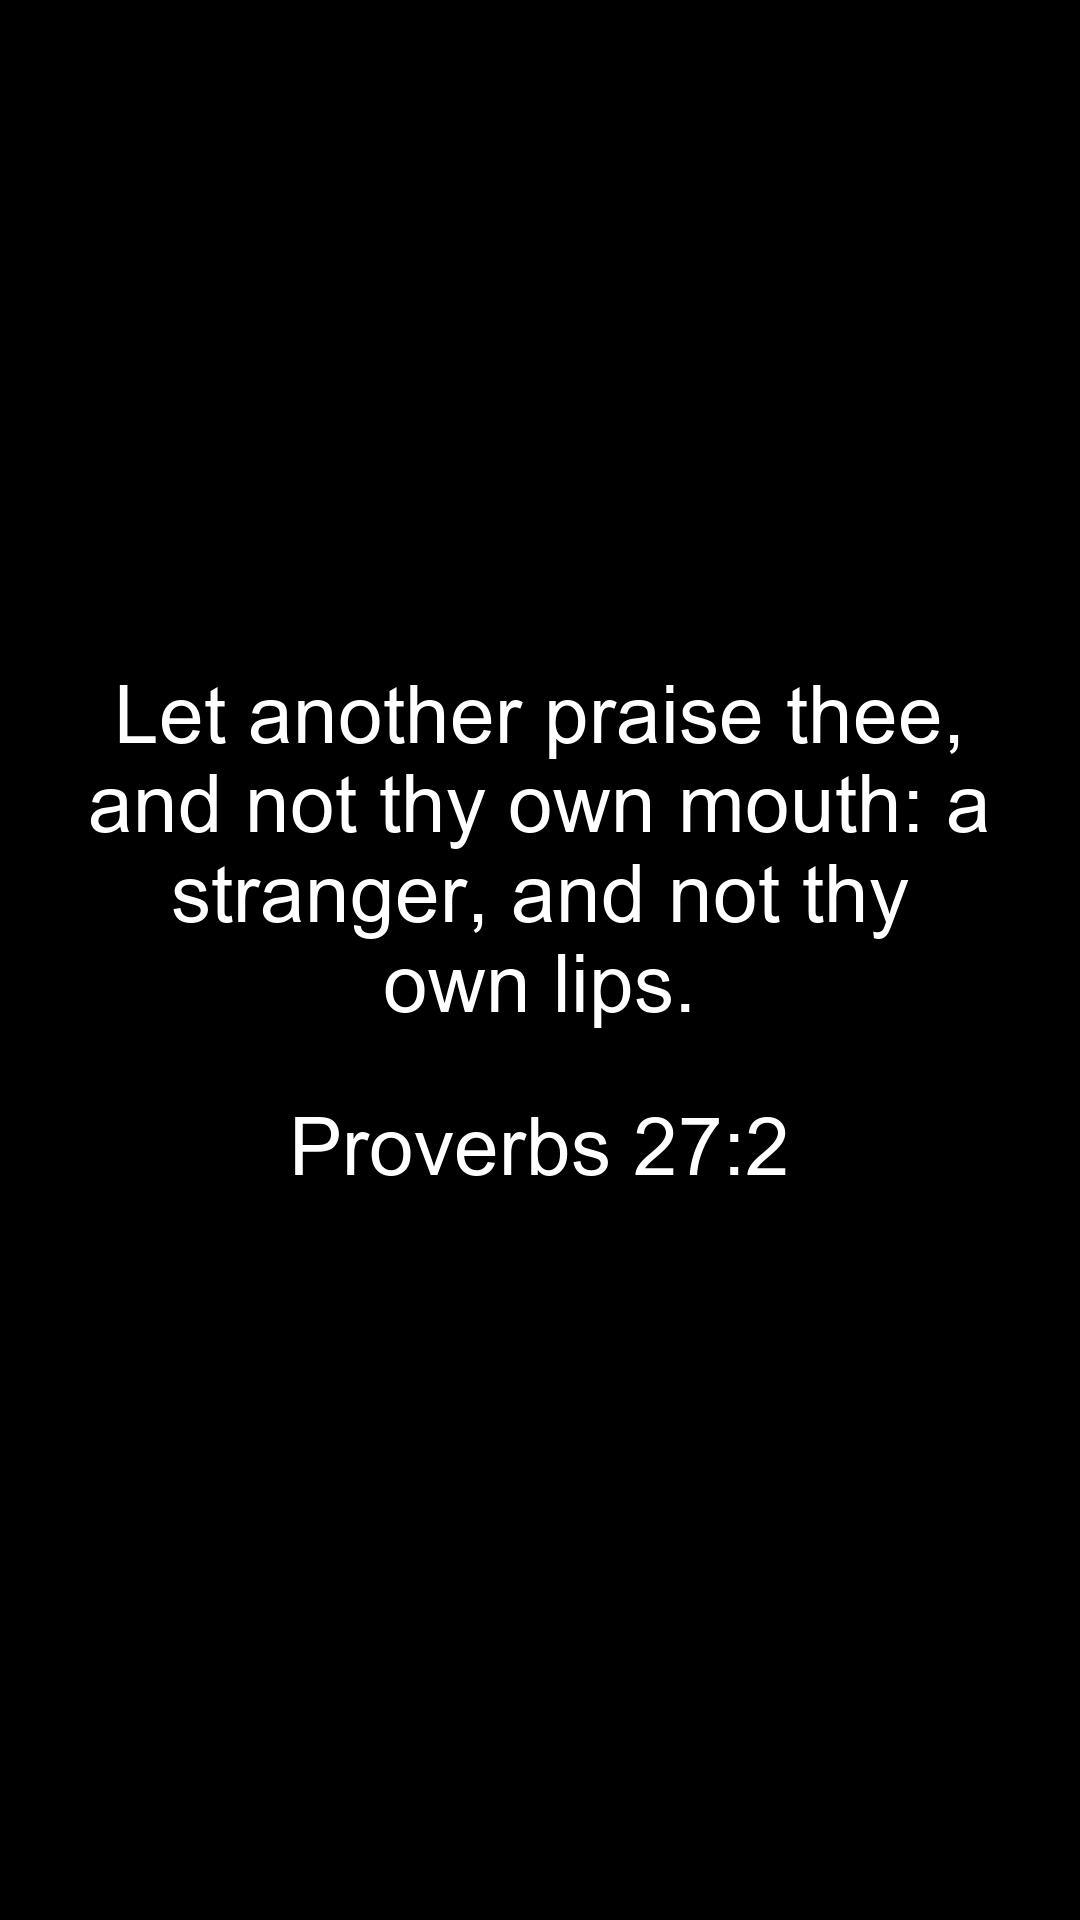 Let another praise thee,
and not thy own mouth: a
stranger, and not thy
own lips.
Proverbs 27:2